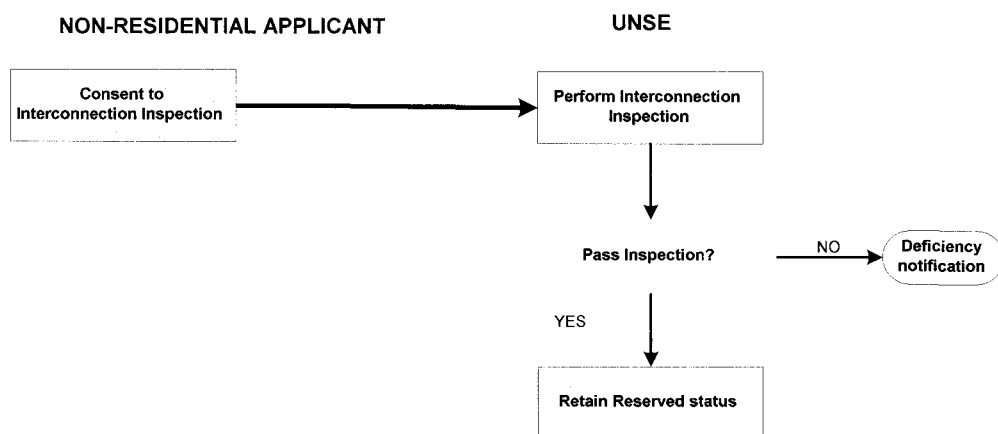 NON-RESIDENTIAL APPLICANT
UNSE
Consent to
Interconnection Inspection
Perform Interconnection
Inspection
Pass Inspection?
NO
Deficiency
notification
YES
Retain Reserved status